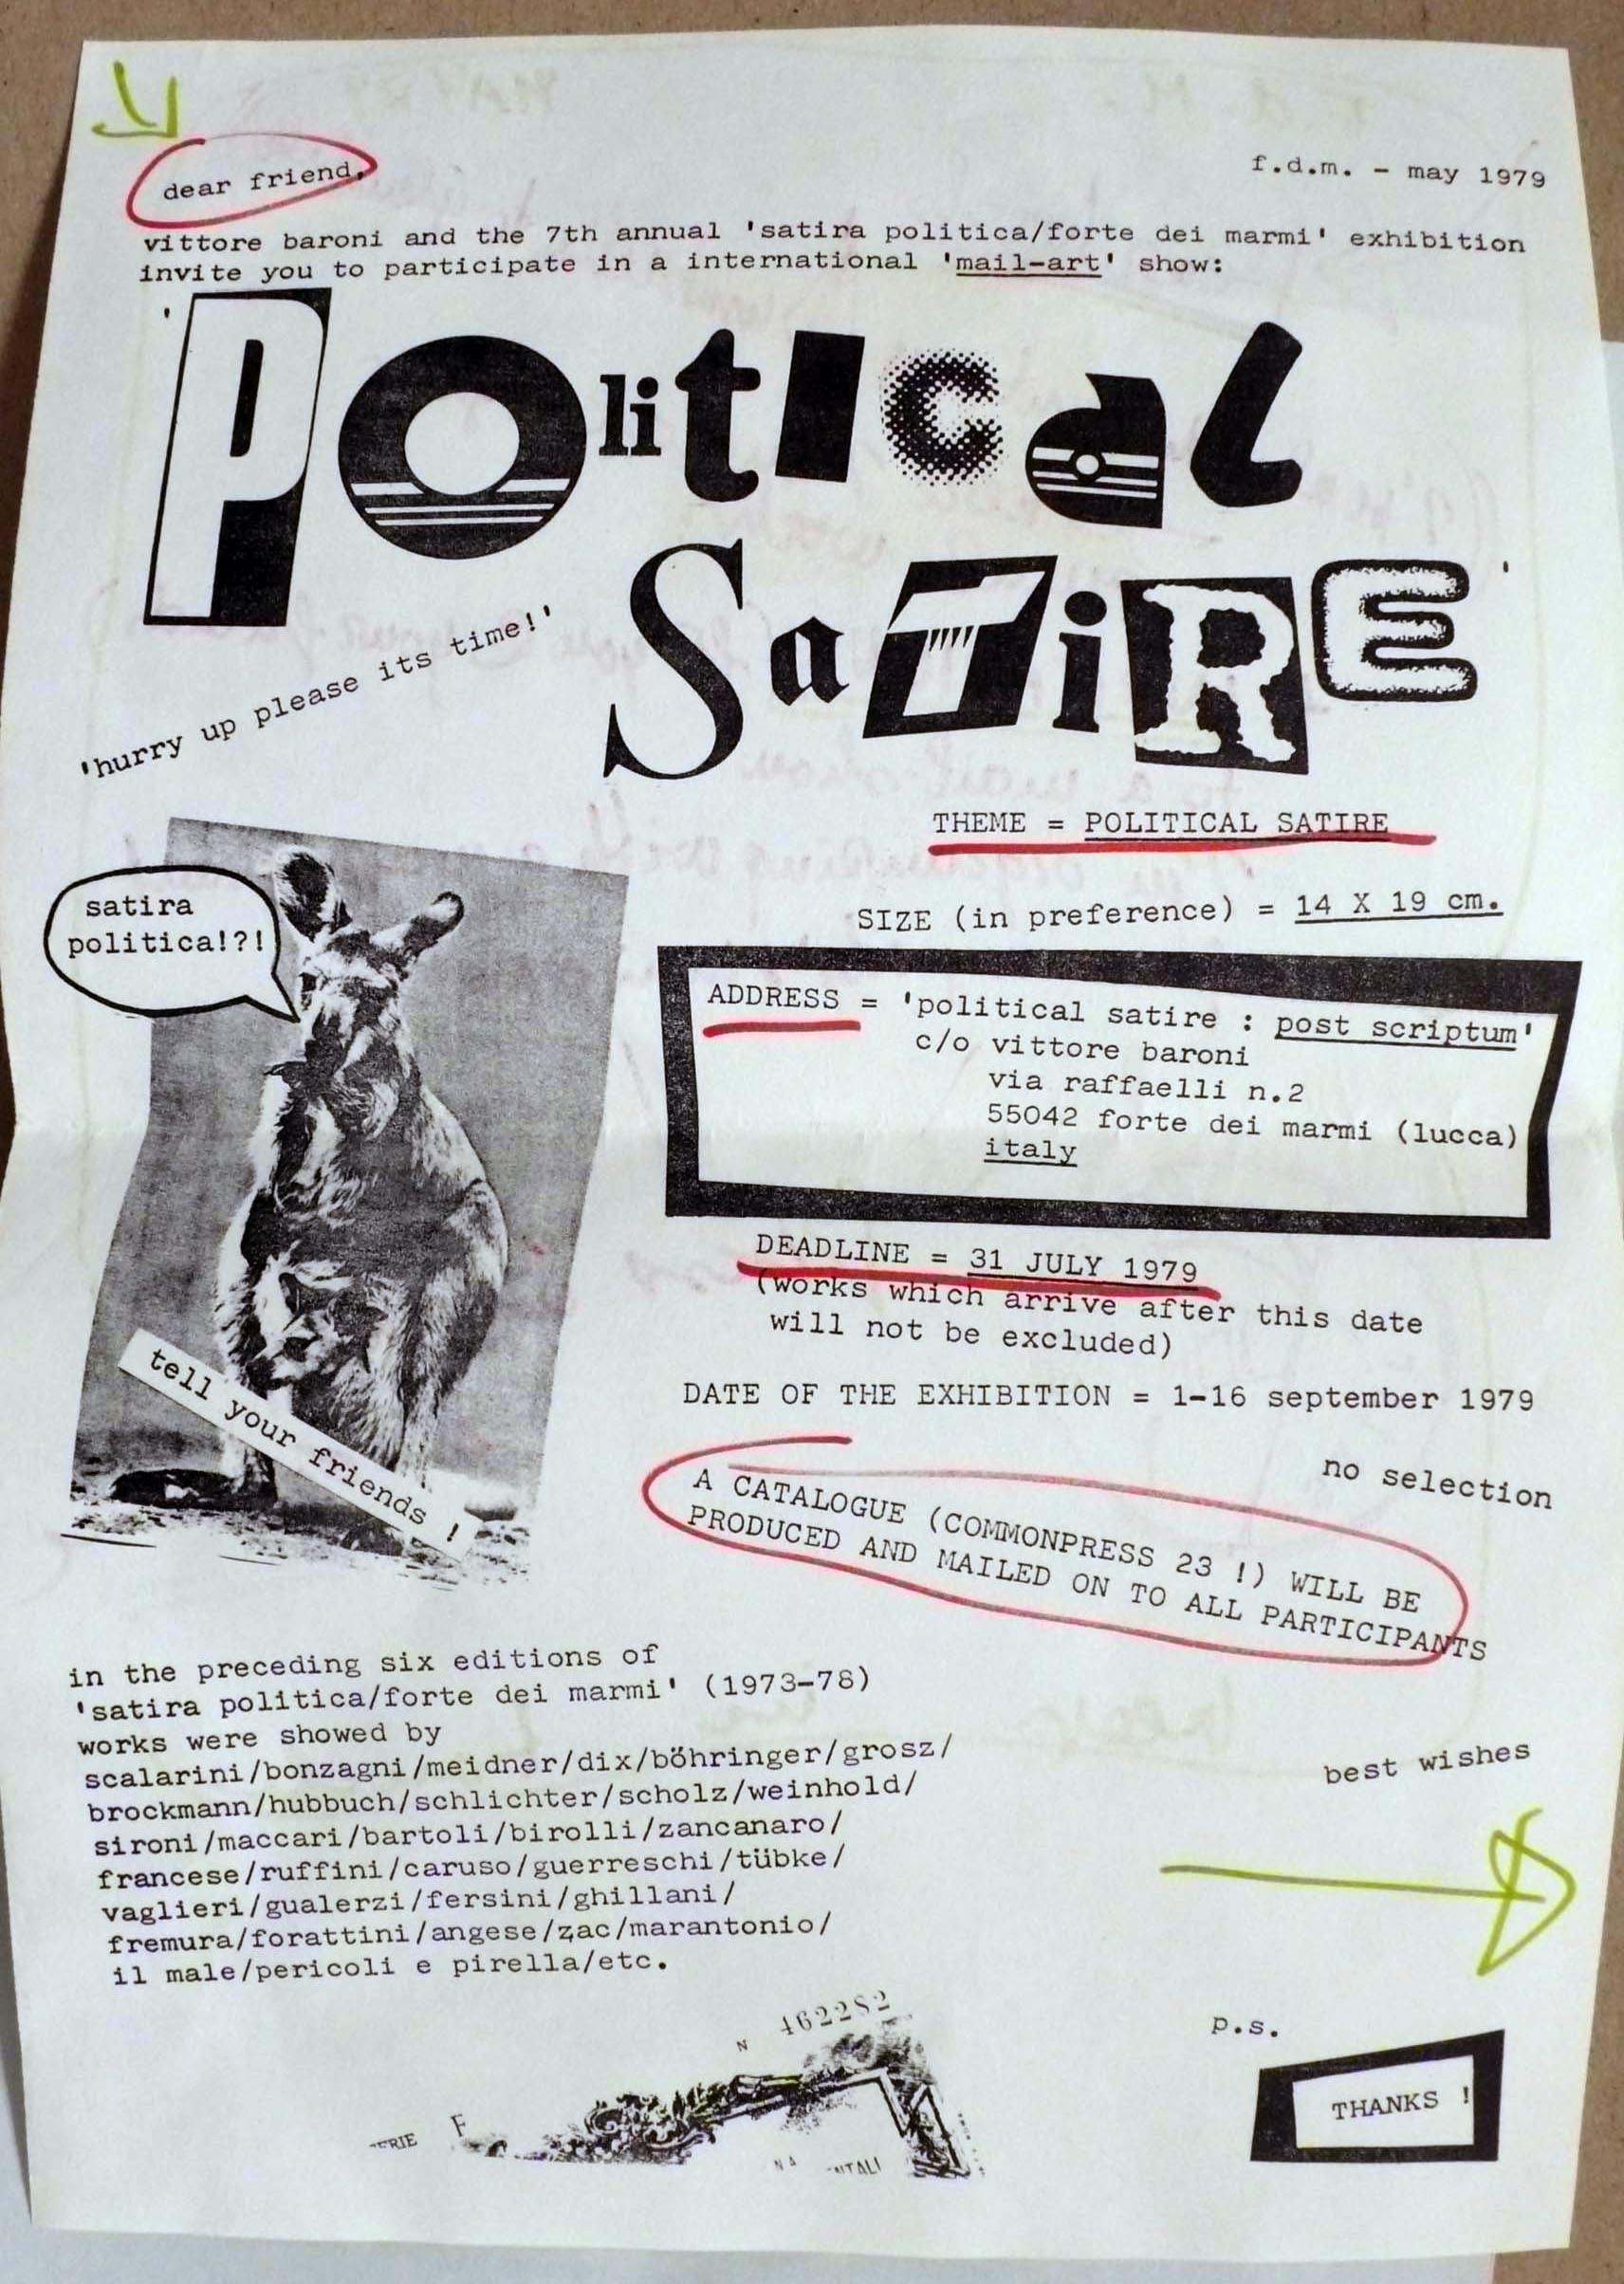 dear friend,
f.d.m. - may 1979
vittore baroni and the 7th annual 'satira politica/forte dei marmi' exhibition
invite you to participate in a international 'mail-art' show:
'POliTICaL
SaTiRE'
'hurry up please its time!'
THEME = POLITICAL SATIRE
SIZE (in preference) = 14 X 19 cm.
satira
politica!?!
ADDRESS = 'political satire : post scriptum'
c/o vittore baroni
via raffaelli n.2
55042 forte dei marmi (lucca)
italy
DEADLINE = 31 JULY 1979
(works which arrive after this date
will not be excluded)
tell your friends !
DATE OF THE EXHIBITION = 1-16 september 1979
no selection
A CATALOGUE (COMMONPRESS 23 !) WILL BE
PRODUCED AND MAILED ON TO ALL PARTICIPANTS
in the preceding six editions of
'satira politica/forte dei marmi' (1973-78)
works were showed by
scalarini/bonzagni/meidner/dix/böhringer/grosz/
brockmann/hubbuch/schlichter/scholz/weinhold/
sironi/maccari/bartoli/birolli/zancanaro/
francese/ruffini/caruso/guerreschi/tübke/
vaglieri/gualerzi/fersini/ghillani/
fremura/forattini/angese/zac/marantonio/
il male/pericoli e pirella/etc.
best wishes
N 462282
ERIE F
p.s.
THANKS !